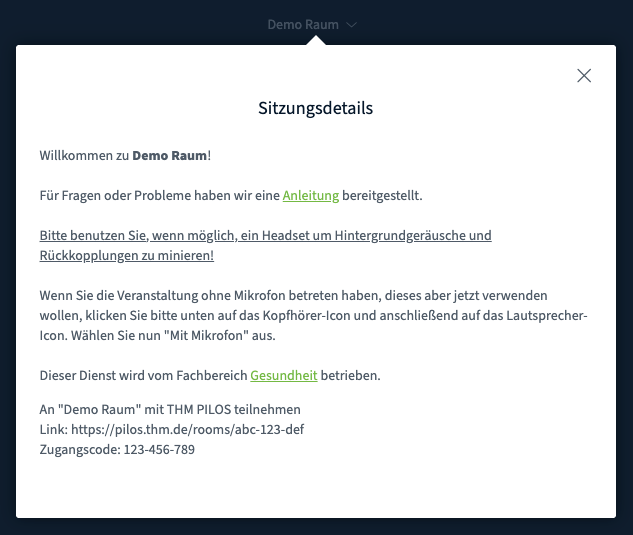 Demo Raum
Sitzungsdetails
Willkommen zu Demo Raum!
Für Fragen oder Probleme haben wir eine Anleitung bereitgestellt.
Bitte benutzen Sie, wenn möglich, ein Headset um Hintergrundgeräusche und
Rückkopplungen zu minieren!
Wenn Sie die Veranstaltung ohne Mikrofon betreten haben, dieses aber jetzt verwenden
wollen, klicken Sie bitte unten auf das Kopfhörer-Icon und anschließend auf das Lautsprecher-
Icon. Wählen Sie nun "Mit Mikrofon" aus.
Dieser Dienst wird vom Fachbereich Gesundheit betrieben.
An "Demo Raum" mit THM PILOS teilnehmen
Link: https://pilos.thm.de/rooms/abc-123-def
Zugangscode: 123-456-789